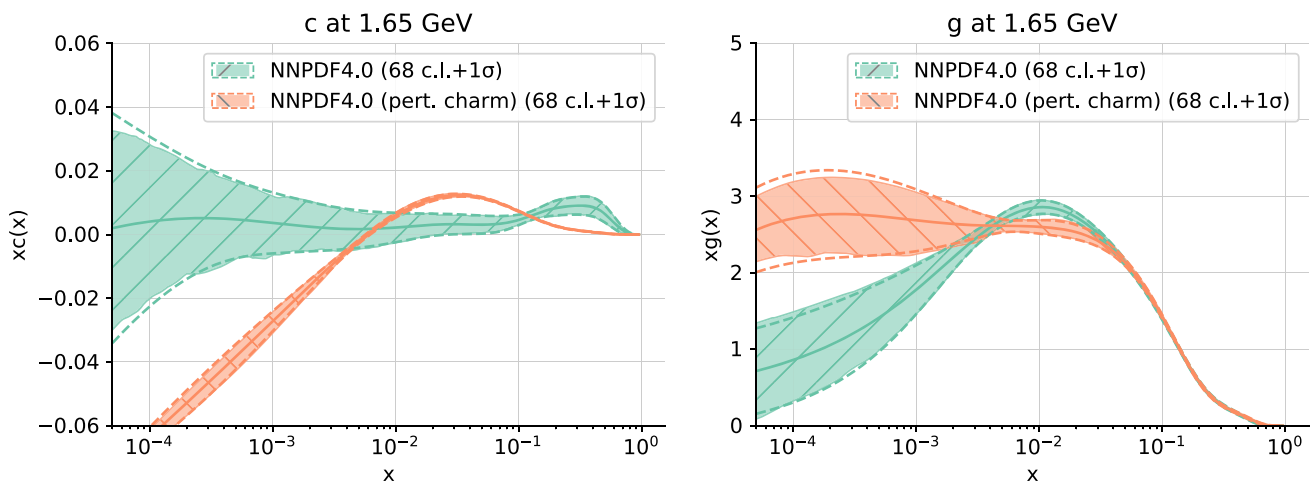 c at 1.65 GeV
0.06
0.04
0.02
0.00
−0.02
−0.04
−0.06
xc(x)
NNPDF4.0 (68 c.l.+1σ)
NNPDF4.0 (pert. charm) (68 c.l.+1σ)
10⁻⁴ 10⁻³ 10⁻² 10⁻¹ 10⁰
x
g at 1.65 GeV
5
4
3
2
1
0
xg(x)
NNPDF4.0 (68 c.l.+1σ)
NNPDF4.0 (pert. charm) (68 c.l.+1σ)
10⁻⁴ 10⁻³ 10⁻² 10⁻¹ 10⁰
x